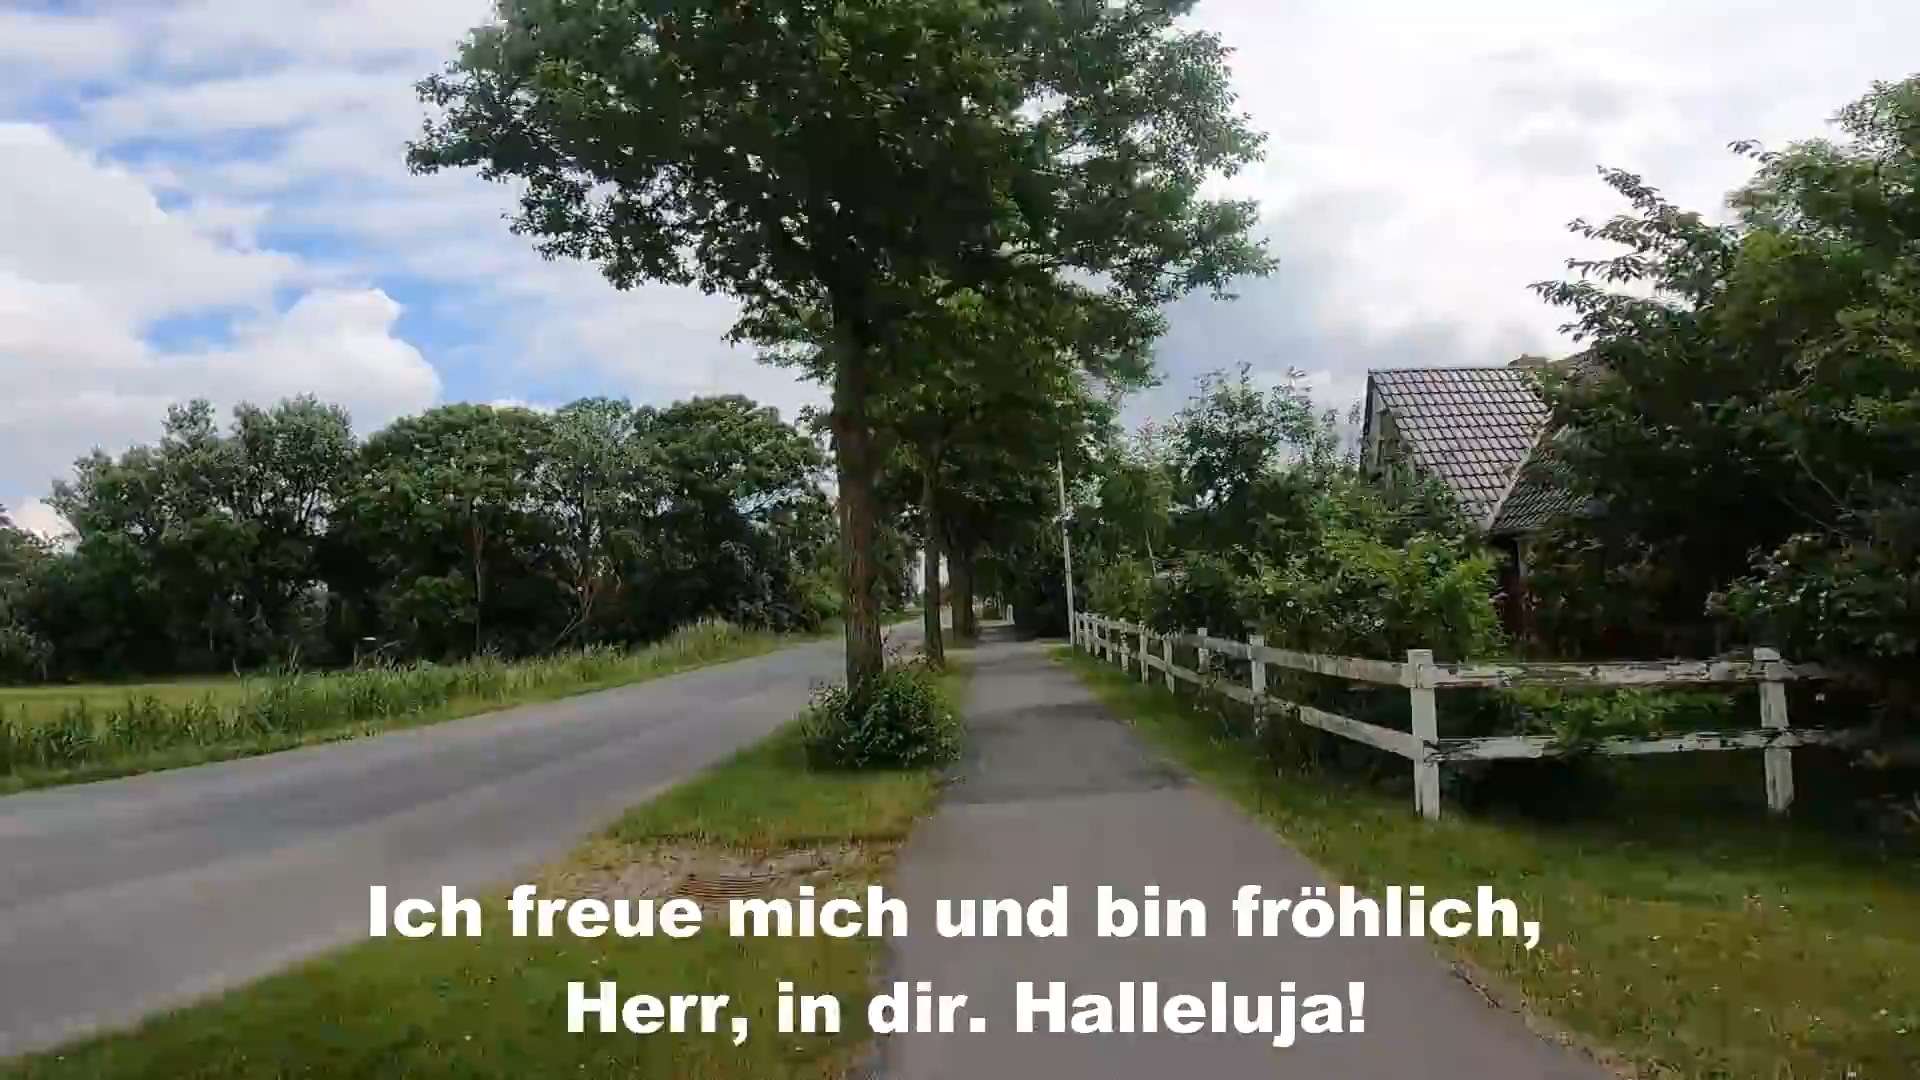 Ich freue mich und bin fröhlich,
Herr, in dir. Halleluja!